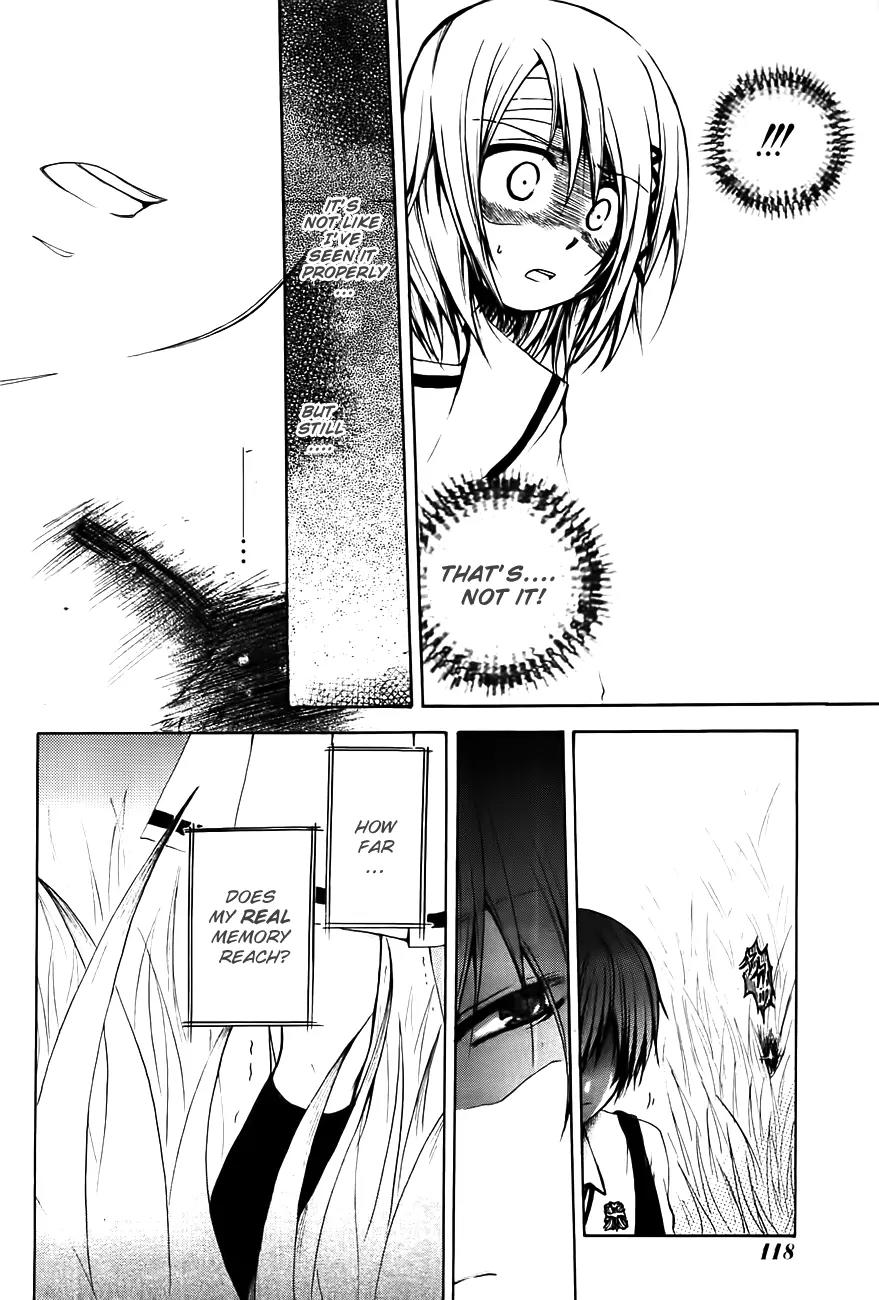 !!!
THAT'S....
NOT IT!
IT'S
NOT LIKE
I'VE
SEEN IT
PROPERLY
...
BUT
STILL
....
...
HOW
FAR
...
DOES
MY REAL
MEMORY
REACH?
118